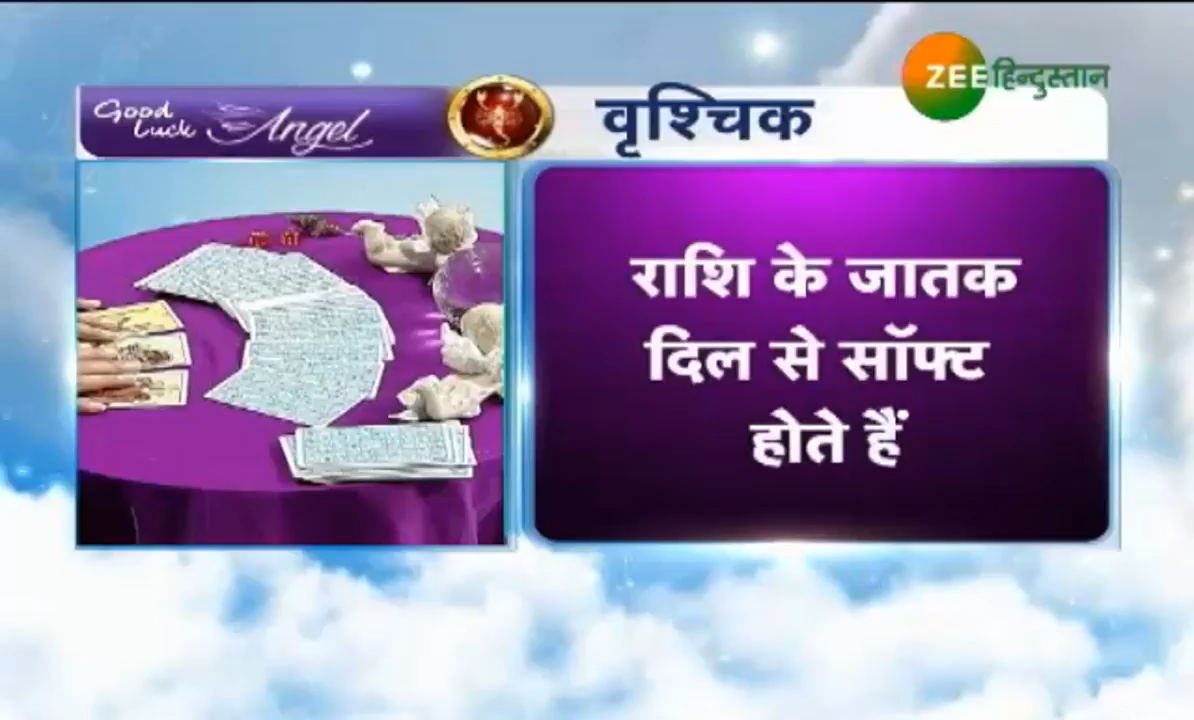 Good
Luck Angel
वृश्चिक
ZEE हिन्दुस्तान
राशि के जातक
दिल से सॉफ्ट
होते हैं